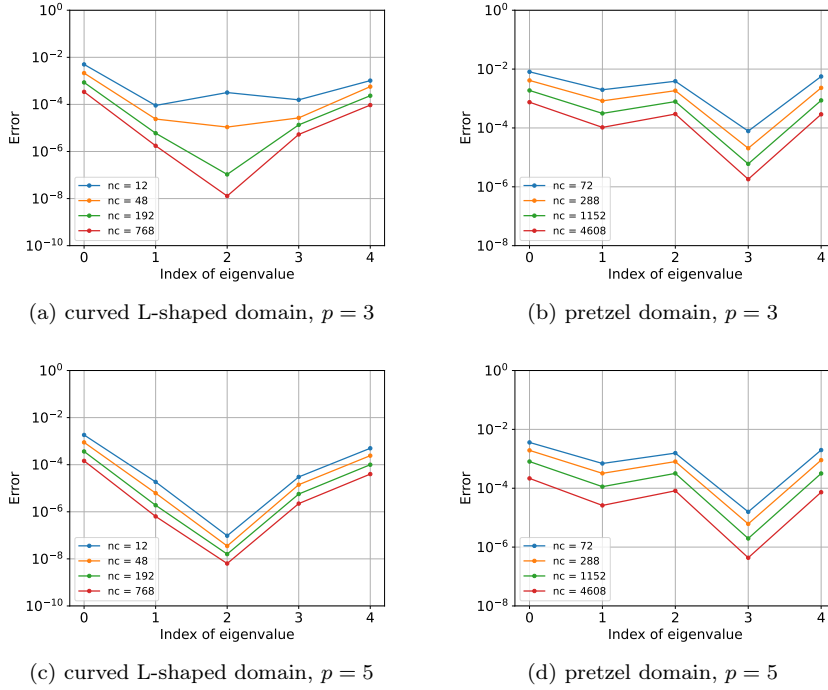 10^0
10^−2
10^−4
10^−6
10^−8
10^−10
Error
nc = 12
nc = 48
nc = 192
nc = 768
0 1 2 3 4
Index of eigenvalue
(a) curved L-shaped domain, p = 3
10^0
10^−2
10^−4
10^−6
10^−8
Error
nc = 72
nc = 288
nc = 1152
nc = 4608
0 1 2 3 4
Index of eigenvalue
(b) pretzel domain, p = 3
10^0
10^−2
10^−4
10^−6
10^−8
10^−10
Error
nc = 12
nc = 48
nc = 192
nc = 768
0 1 2 3 4
Index of eigenvalue
(c) curved L-shaped domain, p = 5
10^0
10^−2
10^−4
10^−6
10^−8
Error
nc = 72
nc = 288
nc = 1152
nc = 4608
0 1 2 3 4
Index of eigenvalue
(d) pretzel domain, p = 5